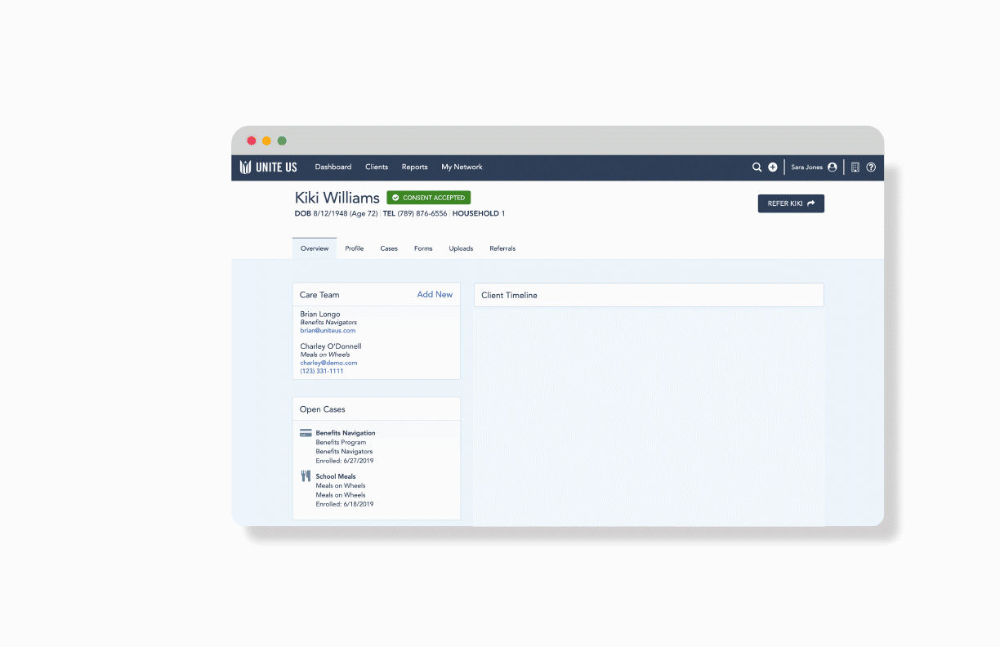 UNITE US Dashboard Clients Reports My Network Sara Jones
Kiki Williams CONSENT ACCEPTED
DOB 8/12/1948 (Age 72) TEL (789) 876-6556 HOUSEHOLD 1
REFER KIKI
Overview Profile Cases Forms Uploads Referrals
Care Team Add New
Brian Longo
Benefits Navigators
brian@uniteus.com
Charley O'Donnell
Meals on Wheels
charley@demo.com
(123) 331-1111
Open Cases
Benefits Navigation
Benefits Program
Benefits Navigators
Enrolled: 6/27/2019
School Meals
Meals on Wheels
Meals on Wheels
Enrolled: 6/18/2019
Client Timeline